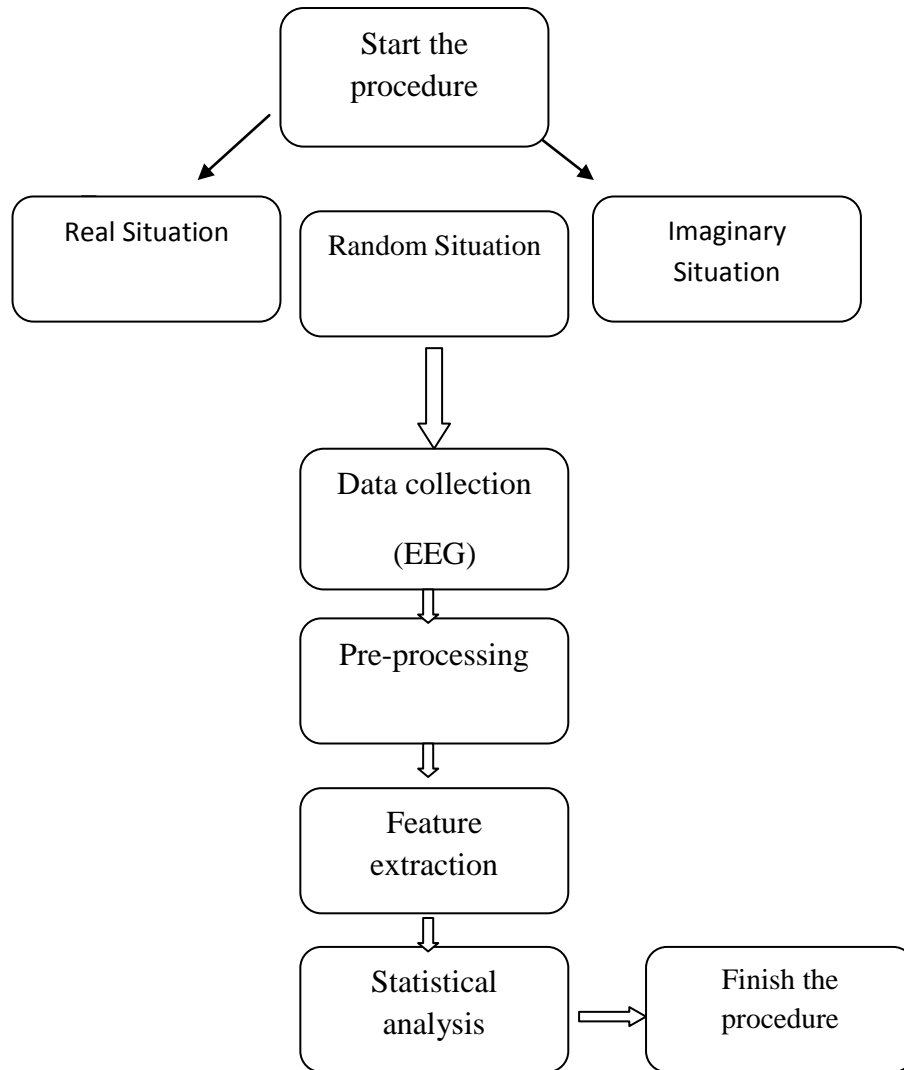 Start the
procedure
Real Situation
Random Situation
Imaginary
Situation
Data collection
(EEG)
Pre-processing
Feature
extraction
Statistical
analysis
Finish the
procedure